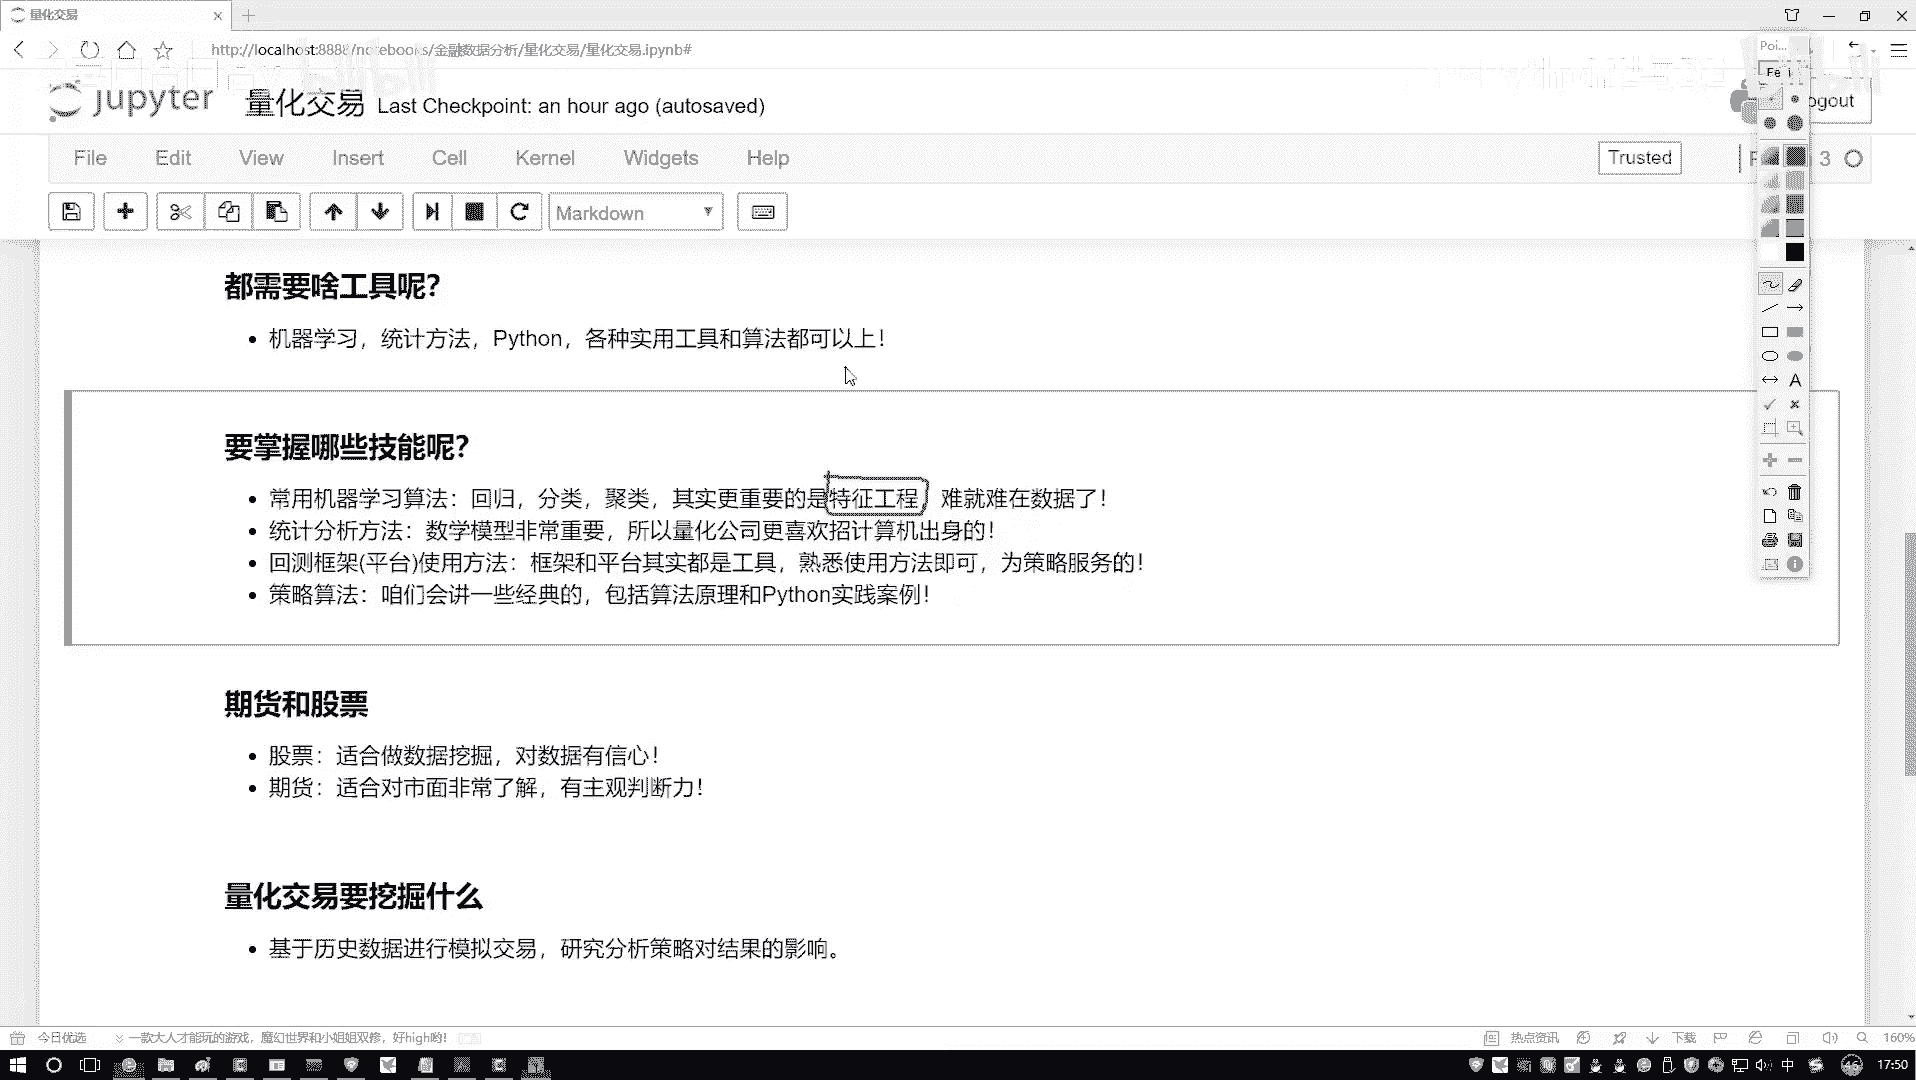 量化交易
http://localhost:8888/notebooks/金融数据分析/量化交易/量化交易.ipynb#
Poi...
jupyter 量化交易 Last Checkpoint: an hour ago (autosaved)
ogout
File Edit View Insert Cell Kernel Widgets Help
Trusted
3
Markdown
都需要啥工具呢？
机器学习，统计方法，Python，各种实用工具和算法都可以上！
要掌握哪些技能呢？
常用机器学习算法：回归，分类，聚类，其实更重要的是特征工程 难就难在数据了！
统计分析方法：数学模型非常重要，所以量化公司更喜欢招计算机出身的！
回测框架(平台)使用方法：框架和平台其实都是工具，熟悉使用方法即可，为策略服务的！
策略算法：咱们会讲一些经典的，包括算法原理和Python实践案例！
期货和股票
股票：适合做数据挖掘，对数据有信心！
期货：适合对市面非常了解，有主观判断力！
量化交易要挖掘什么
基于历史数据进行模拟交易，研究分析策略对结果的影响。
今日优选 一款大人才能玩的游戏，魔幻世界和小姐姐双修，好high哟！
热点资讯 下载 160%
中 46 17:50